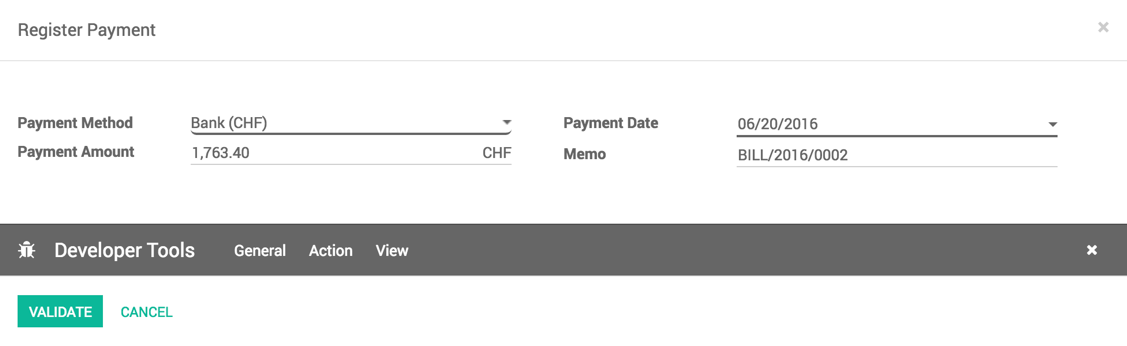 Register Payment ×
Payment Method Bank (CHF) Payment Date 06/20/2016
Payment Amount 1,763.40 CHF Memo BILL/2016/0002
Developer Tools General Action View ×
VALIDATE CANCEL